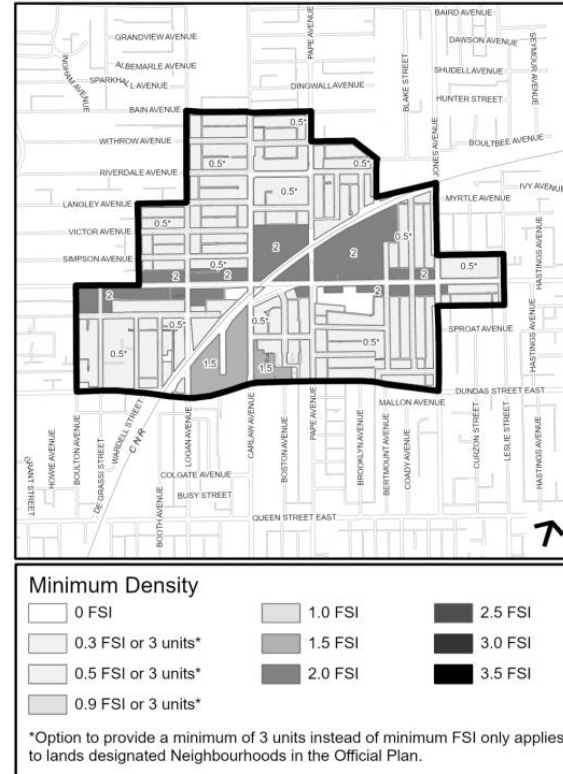 BAIRD AVENUE
GRANDVIEW AVENUE
PAPE AVENUE
DAWSON AVENUE
SEYMOUR AVENUE
INGHAM AVENUE
ALBEMARLE AVENUE
SPARKHALL AVENUE
DINGWALL AVENUE
BLAKE STREET
SHUDELL AVENUE
HUNTER STREET
BAIN AVENUE
0.5*
WITHROW AVENUE
JONES AVENUE
BOULTBEE AVENUE
0.5*
0.5*
RIVERDALE AVENUE
0.5*
IVY AVENUE
MYRTLE AVENUE
LANGLEY AVENUE
0.5*
0.5*
VICTOR AVENUE
2
2
HASTINGS AVENUE
SIMPSON AVENUE
0.5*
0.5*
2
2
2
2
2
2
0.5*
0.5*
SPROAT AVENUE
0.5*
0.5*
1.5
1.5
HASTINGS AVENUE
DUNDAS STREET EAST
MALLON AVENUE
GRANT STREET
HOWIE AVENUE
BOULTON AVENUE
DE GRASSI STREET
WARDELL STREET
CNR
LOGAN AVENUE
CARLAW AVENUE
BOSTON AVENUE
PAPE AVENUE
BROOKLYN AVENUE
BERTMOUNT AVENUE
COADY AVENUE
CURZON STREET
LESLIE STREET
HASTINGS AVENUE
COLGATE AVENUE
BUSY STREET
BOOTH AVENUE
QUEEN STREET EAST
Minimum Density
0 FSI
1.0 FSI
2.5 FSI
0.3 FSI or 3 units*
1.5 FSI
3.0 FSI
0.5 FSI or 3 units*
2.0 FSI
3.5 FSI
0.9 FSI or 3 units*
*Option to provide a minimum of 3 units instead of minimum FSI only applies
to lands designated Neighbourhoods in the Official Plan.